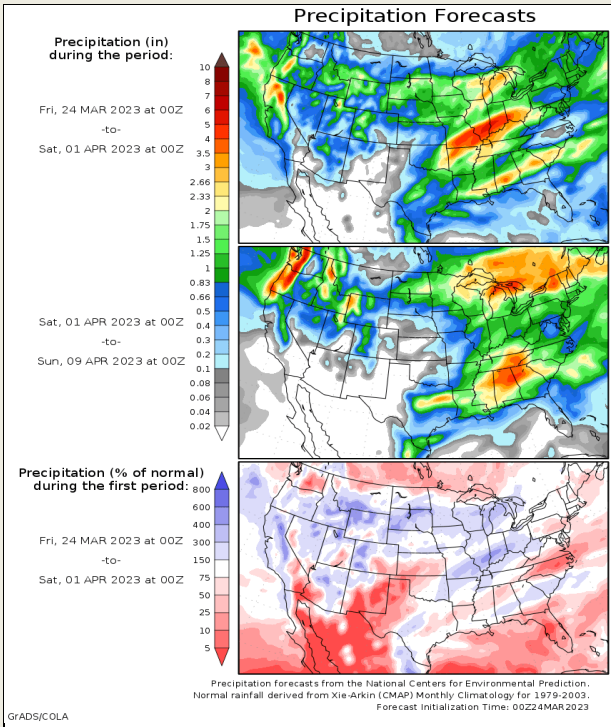 Precipitation Forecasts
Precipitation (in)
during the period:
Fri, 24 MAR 2023 at 00Z
-to-
Sat, 01 APR 2023 at 00Z
10
8
7
6
5
4
3.5
3
2.66
2.33
2
1.75
1.5
1.25
1
0.83
0.66
0.5
0.4
0.3
0.2
0.1
0.08
0.06
0.04
0.02
Sat, 01 APR 2023 at 00Z
-to-
Sun, 09 APR 2023 at 00Z
Precipitation (% of normal)
during the first period:
Fri, 24 MAR 2023 at 00Z
-to-
Sat, 01 APR 2023 at 00Z
800
600
400
300
150
75
50
25
10
5
Precipitation forecasts from the National Centers for Environmental Prediction.
Normal rainfall derived from Xie-Arkin (CMAP) Monthly Climatology for 1979-2003.
Forecast Initialization Time: 00Z24MAR2023
GrADS/COLA